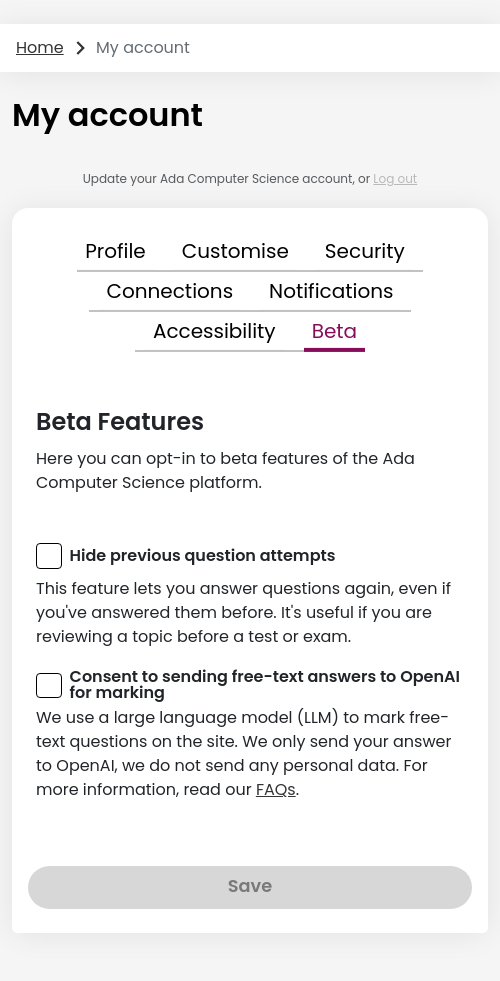 Home > My account
My account
Update your Ada Computer Science account, or Log out
Profile Customise Security
Connections Notifications
Accessibility Beta
Beta Features
Here you can opt-in to beta features of the Ada
Computer Science platform.
Hide previous question attempts
This feature lets you answer questions again, even if
you've answered them before. It's useful if you are
reviewing a topic before a test or exam.
Consent to sending free-text answers to OpenAI
for marking
We use a large language model (LLM) to mark free-
text questions on the site. We only send your answer
to OpenAI, we do not send any personal data. For
more information, read our FAQs.
Save